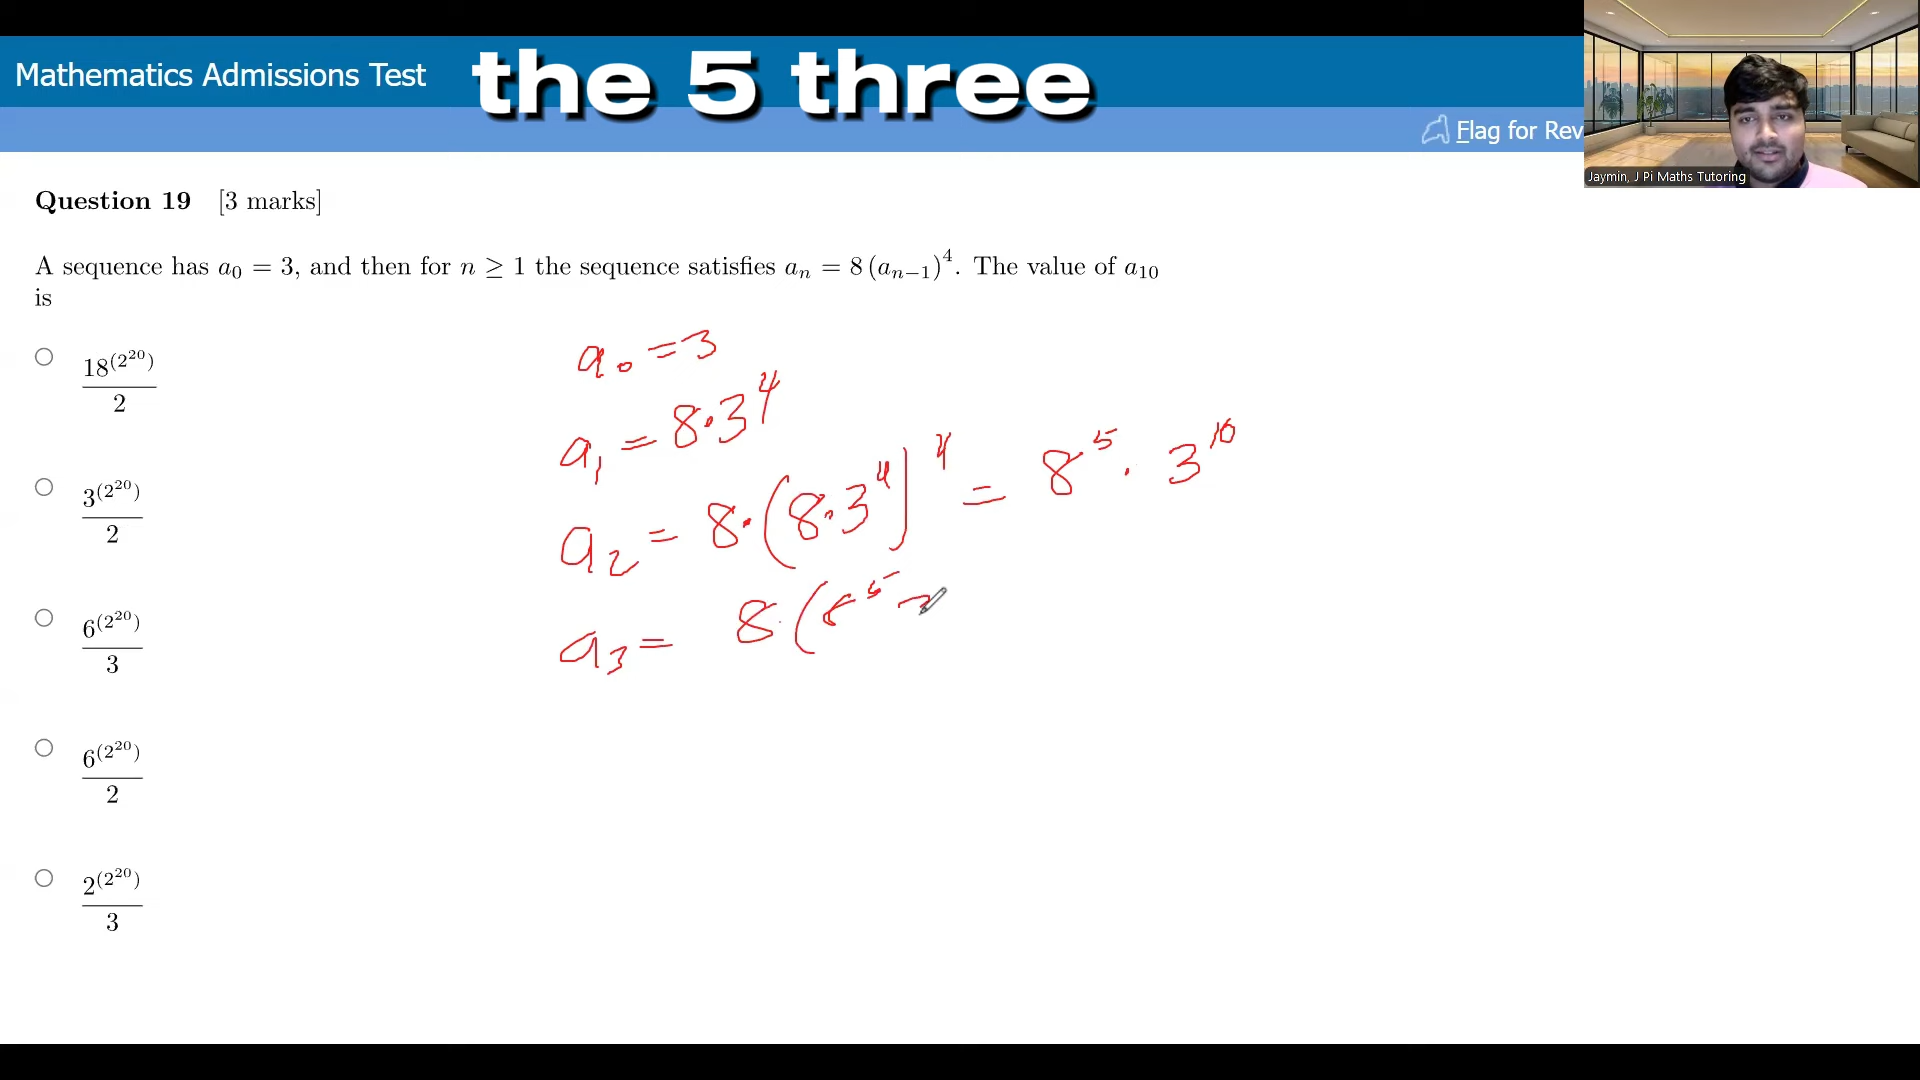 Mathematics Admissions Test
the 5 three
Flag for Rev
Jaymin, J Pi Maths Tutoring
Question 19 [3 marks]
A sequence has a₀ = 3, and then for n ≥ 1 the sequence satisfies aₙ = 8 (aₙ₋₁)⁴. The value of a₁₀
is
18^(2^20) / 2
3^(2^20) / 2
6^(2^20) / 3
6^(2^20) / 2
2^(2^20) / 3
a₀ = 3
a₁ = 8·3⁴
a₂ = 8·(8·3⁴)⁴ = 8⁵ · 3¹⁶
a₃ = 8·(8⁵